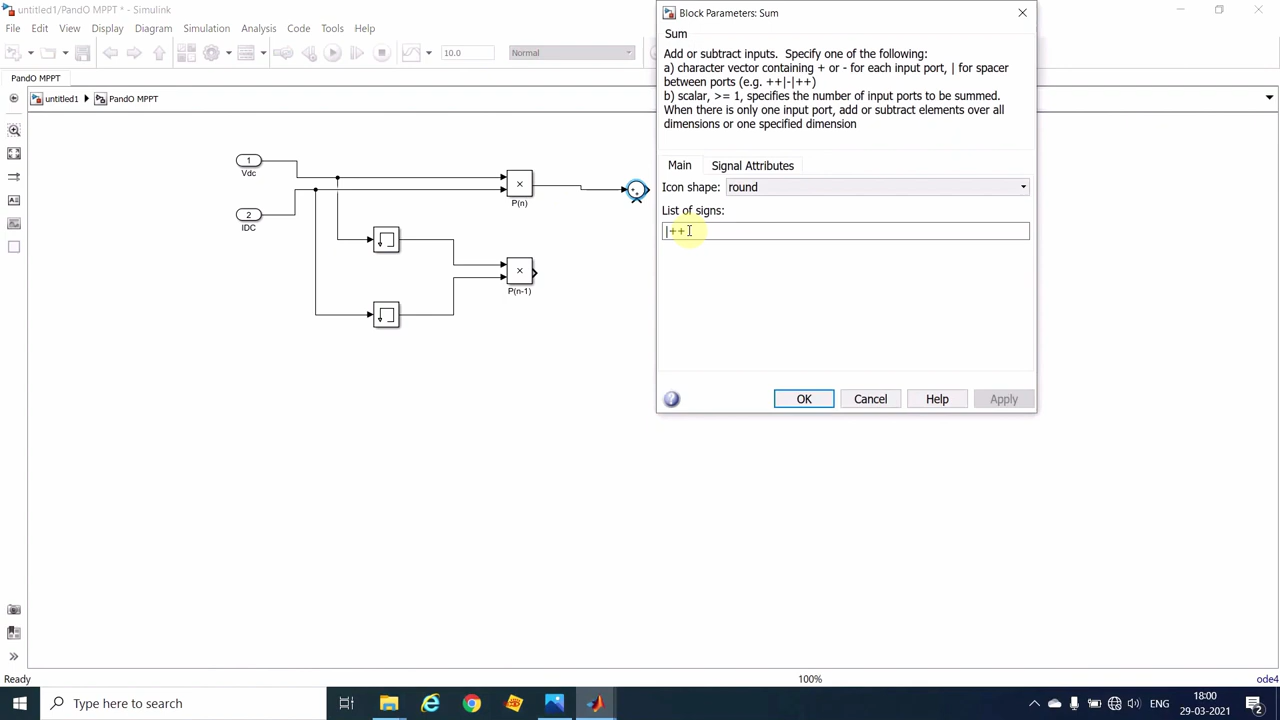 untitled1/PandO MPPT * - Simulink
File Edit View Display Diagram Simulation Analysis Code Tools Help
10.0 Normal
PandO MPPT
untitled1 PandO MPPT
1
Vdc
2
IDC
×
P(n)
×
P(n-1)
Block Parameters: Sum
Sum
Add or subtract inputs. Specify one of the following:
a) character vector containing + or - for each input port, | for spacer
between ports (e.g. ++|-|++)
b) scalar, >= 1, specifies the number of input ports to be summed.
When there is only one input port, add or subtract elements over all
dimensions or one specified dimension
Main Signal Attributes
Icon shape: round
List of signs:
|++
OK Cancel Help Apply
Ready 100% ode4
Type here to search
ENG
18:00
29-03-2021